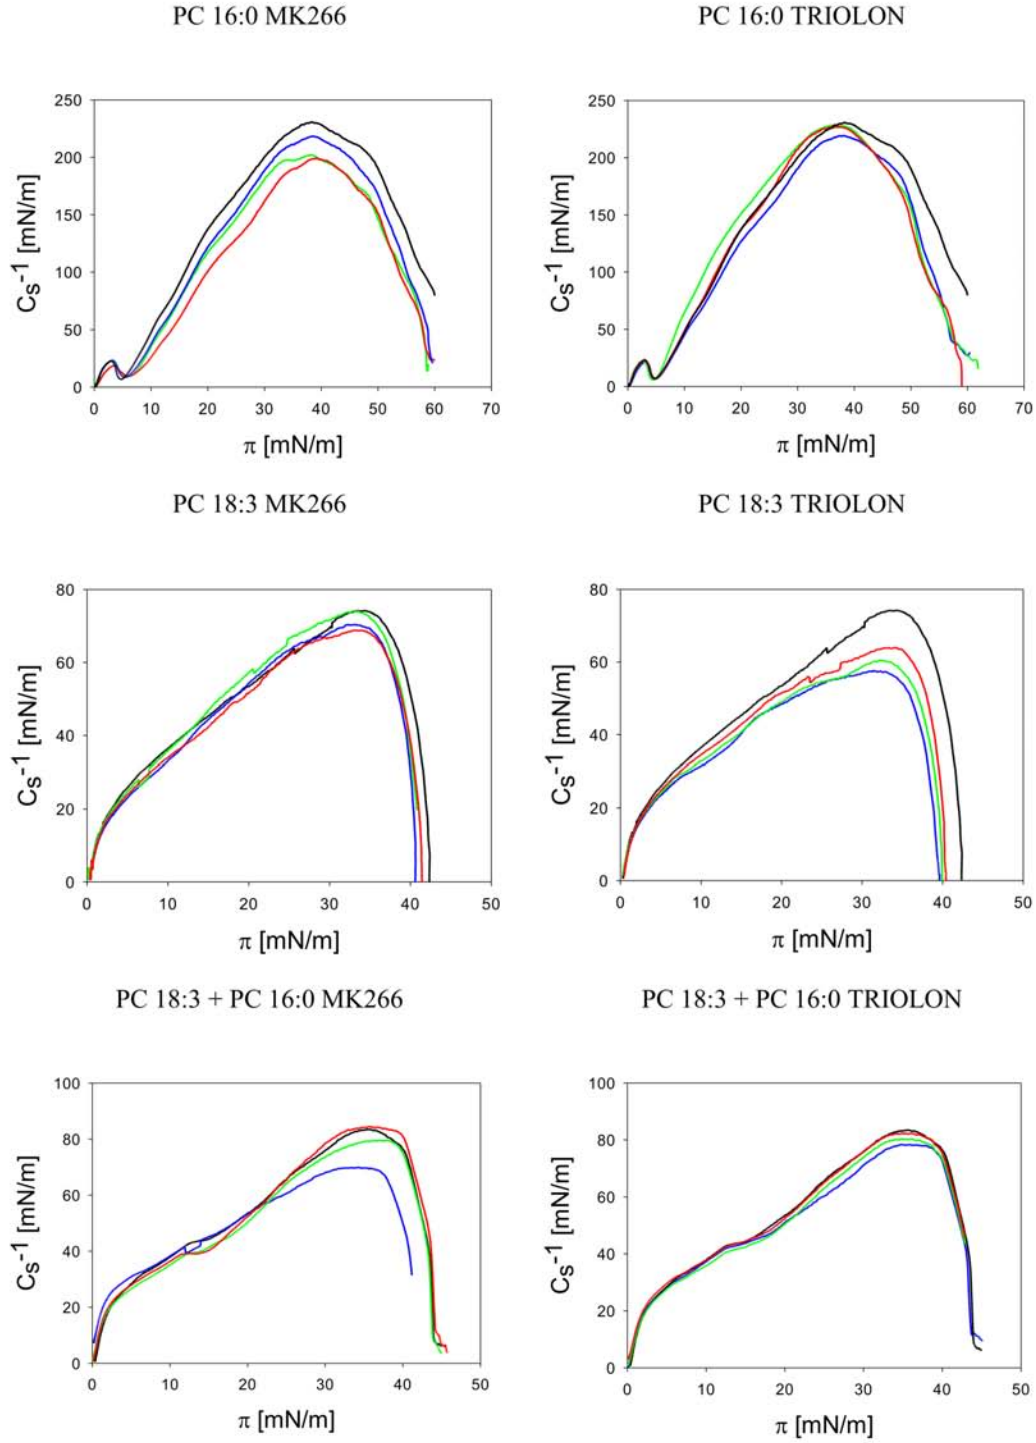 PC 16:0 MK266
250
200
150
100
50
0
Cs-1 [mN/m]
0 10 20 30 40 50 60 70
π [mN/m]
PC 16:0 TRIOLON
250
200
150
100
50
0
Cs-1 [mN/m]
0 10 20 30 40 50 60 70
π [mN/m]
PC 18:3 MK266
80
60
40
20
0
Cs-1 [mN/m]
0 10 20 30 40 50
π [mN/m]
PC 18:3 TRIOLON
80
60
40
20
0
Cs-1 [mN/m]
0 10 20 30 40 50
π [mN/m]
PC 18:3 + PC 16:0 MK266
100
80
60
40
20
0
Cs-1 [mN/m]
0 10 20 30 40 50
π [mN/m]
PC 18:3 + PC 16:0 TRIOLON
100
80
60
40
20
0
Cs-1 [mN/m]
0 10 20 30 40 50
π [mN/m]